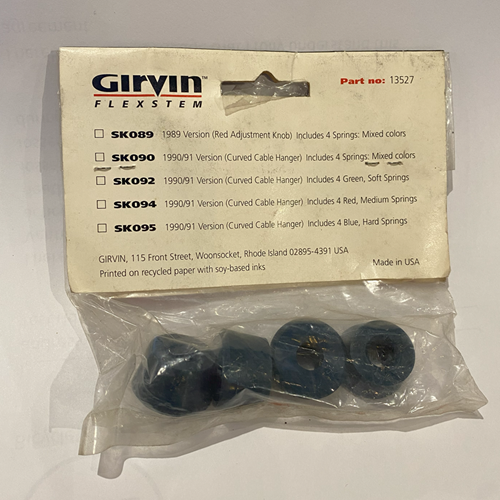 GIRVIN™
FLEXSTEM
Part no: 13527
SK089 1989 Version (Red Adjustment Knob) Includes 4 Springs: Mixed colors
SK090 1990/91 Version (Curved Cable Hanger) Includes 4 Springs: Mixed colors
SK092 1990/91 Version (Curved Cable Hanger) Includes 4 Green, Soft Springs
SK094 1990/91 Version (Curved Cable Hanger) Includes 4 Red, Medium Springs
SK095 1990/91 Version (Curved Cable Hanger) Includes 4 Blue, Hard Springs
GIRVIN, 115 Front Street, Woonsocket, Rhode Island 02895-4391 USA
Printed on recycled paper with soy-based inks
Made in USA